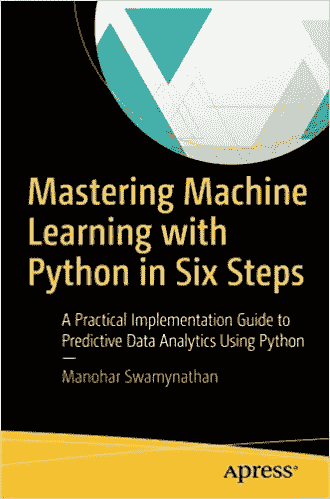 Mastering Machine
Learning with
Python in Six Steps
A Practical Implementation Guide to
Predictive Data Analytics Using Python
—
Manohar Swamynathan
Apress®